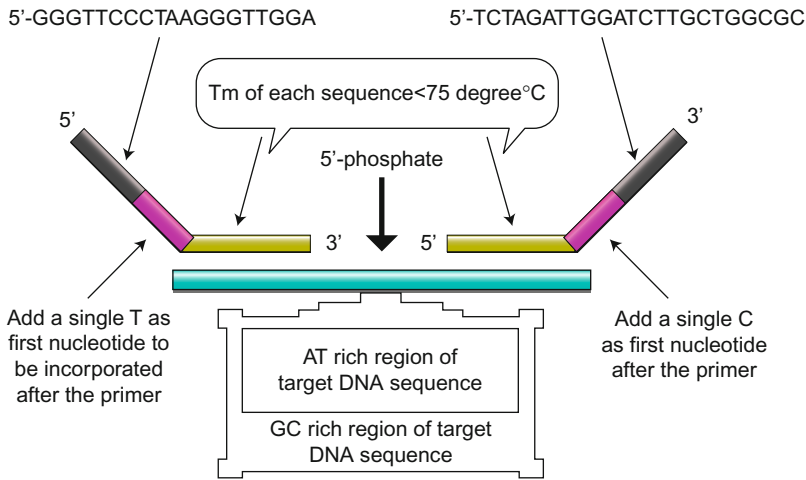 5’-GGGTTCCCTAAGGGTTGGA
5’-TCTAGATTGGATCTTGCTGGCGC
Tm of each sequence<75 degree°C
5’
3’
5’-phosphate
3’
5’
Add a single T as
first nucleotide to
be incorporated
after the primer
Add a single C
as first nucleotide
after the primer
AT rich region of
target DNA sequence
GC rich region of target
DNA sequence